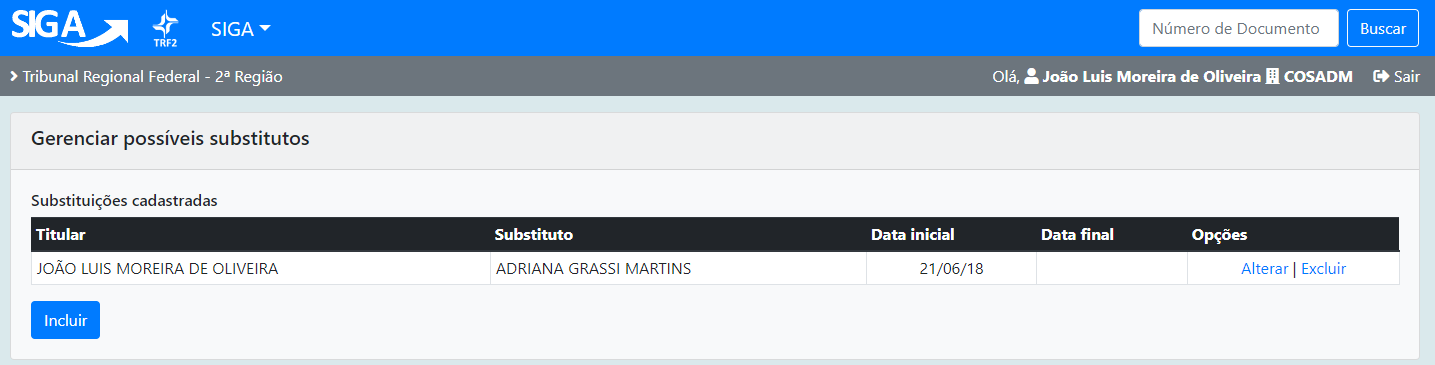 SIGA TRF2 SIGA Número de Documento Buscar
Tribunal Regional Federal - 2ª Região Olá, João Luis Moreira de Oliveira COSADM Sair
Gerenciar possíveis substitutos
Substituições cadastradas
Titular Substituto Data inicial Data final Opções
JOÃO LUIS MOREIRA DE OLIVEIRA ADRIANA GRASSI MARTINS 21/06/18 Alterar | Excluir
Incluir